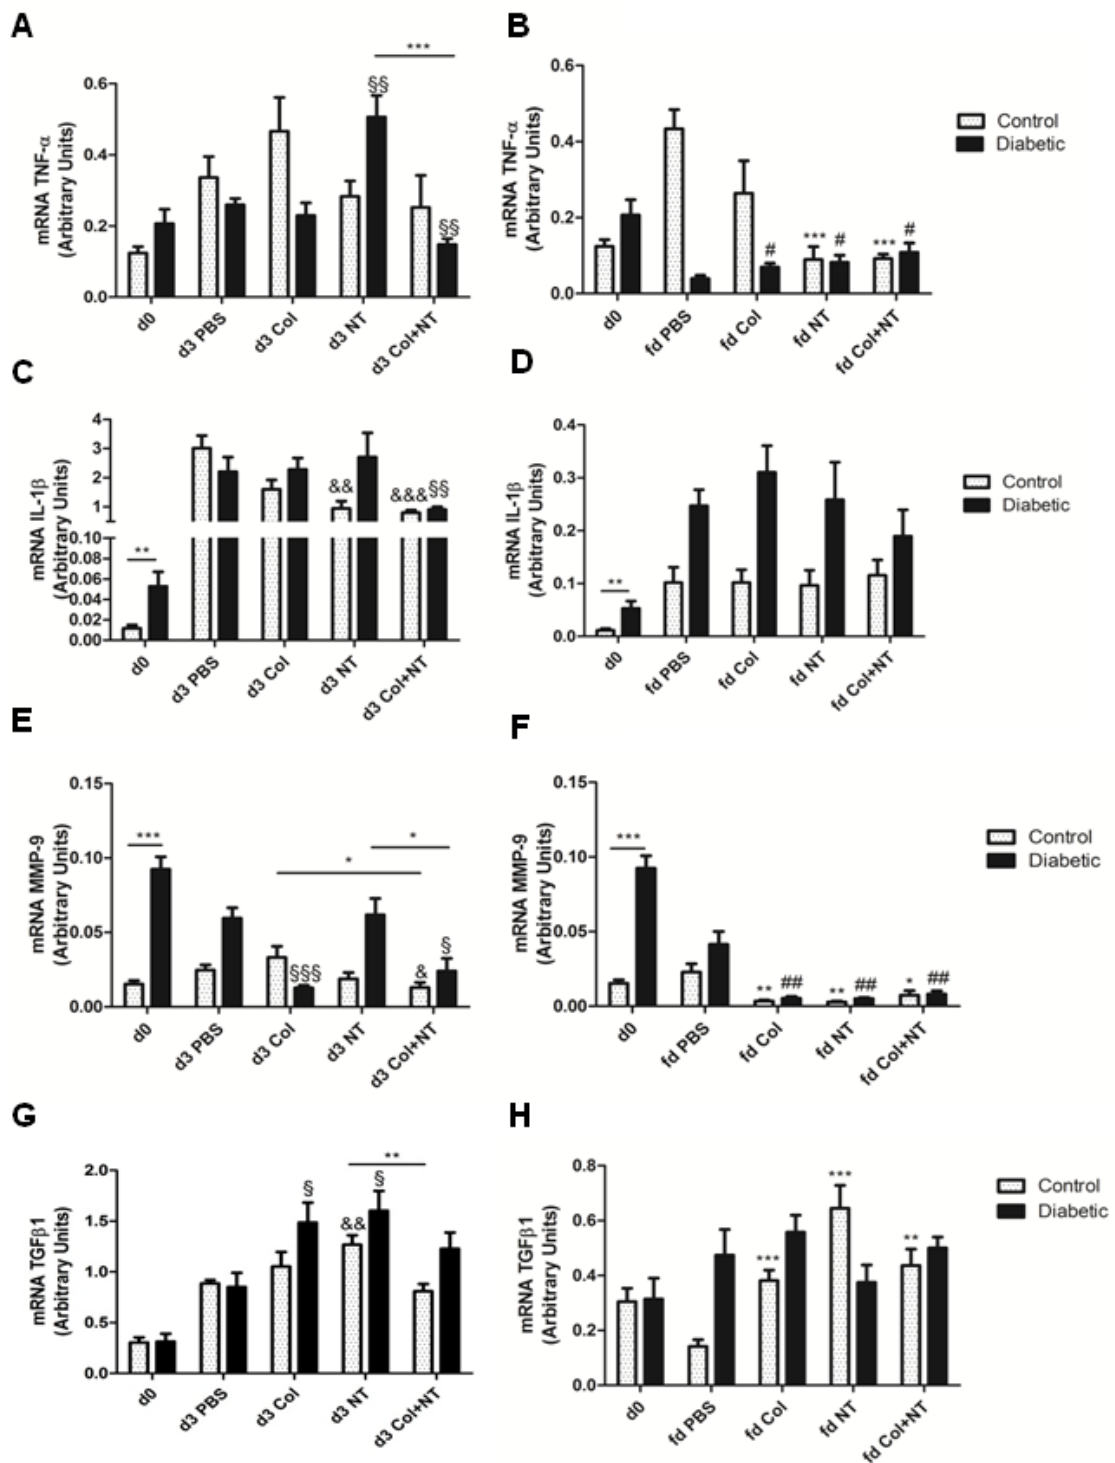 A
***
§§
§§
mRNA TNF-α
(Arbitrary Units)
0.6
0.4
0.2
0.0
d0
d3 PBS
d3 Col
d3 NT
d3 Col+NT
B
mRNA TNF-α
(Arbitrary Units)
0.6
0.4
0.2
0.0
#
***
#
***
#
d0
fd PBS
fd Col
fd NT
fd Col+NT
Control
Diabetic
C
mRNA IL-1β
(Arbitrary Units)
4
3
2
1
0.10
0.08
0.06
0.04
0.02
0.00
**
&&
&&&
§§
d0
d3 PBS
d3 Col
d3 NT
d3 Col+NT
D
mRNA IL-1β
(Arbitrary Units)
0.4
0.3
0.2
0.1
0.0
**
d0
fd PBS
fd Col
fd NT
fd Col+NT
Control
Diabetic
E
mRNA MMP-9
(Arbitrary Units)
0.15
0.10
0.05
0.00
***
*
*
§§§
&
§
d0
d3 PBS
d3 Col
d3 NT
d3 Col+NT
F
mRNA MMP-9
(Arbitrary Units)
0.15
0.10
0.05
0.00
***
**
##
**
##
*
##
d0
fd PBS
fd Col
fd NT
fd Col+NT
Control
Diabetic
G
mRNA TGFβ1
(Arbitrary Units)
2.0
1.5
1.0
0.5
0.0
**
§
&&
§
d0
d3 PBS
d3 Col
d3 NT
d3 Col+NT
H
mRNA TGFβ1
(Arbitrary Units)
0.8
0.6
0.4
0.2
0.0
***
***
**
d0
fd PBS
fd Col
fd NT
fd Col+NT
Control
Diabetic